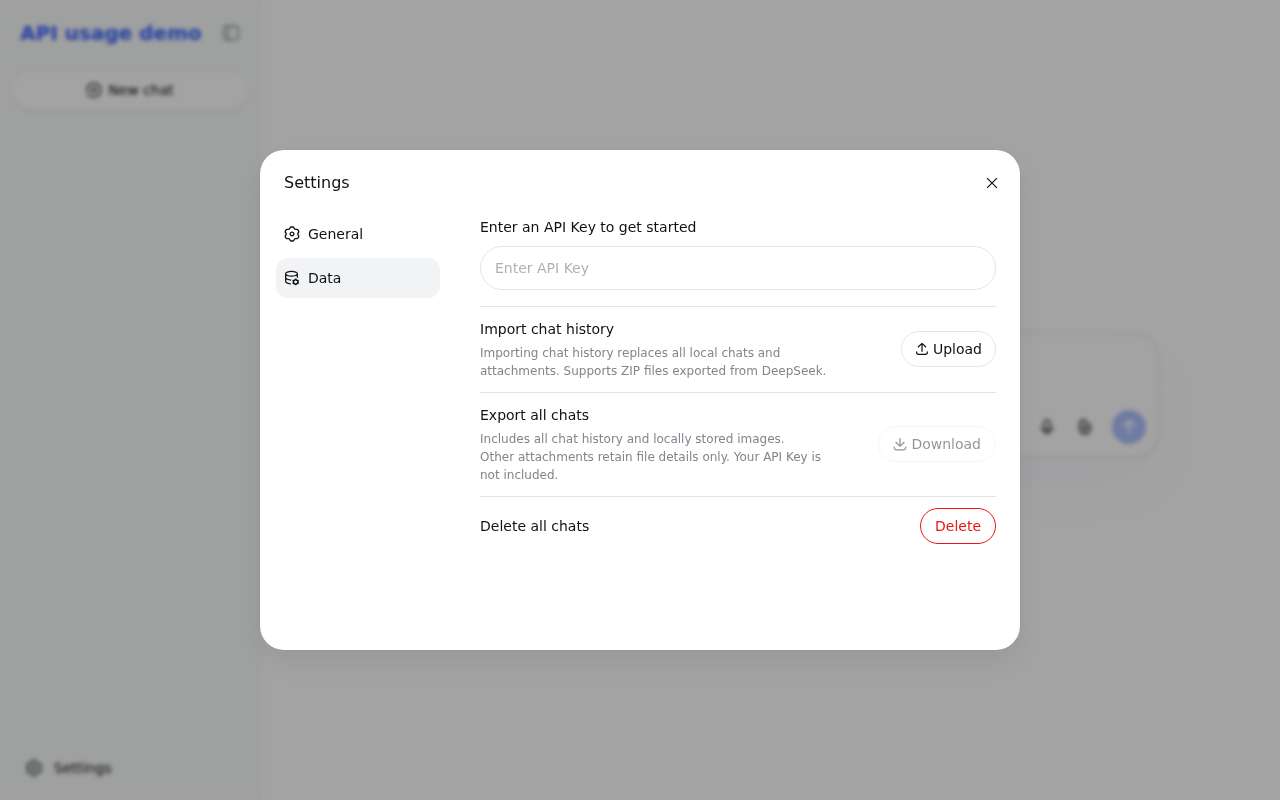 API usage demo
New chat
Settings
General
Data
Enter an API Key to get started
Enter API Key
Import chat history
Importing chat history replaces all local chats and
attachments. Supports ZIP files exported from DeepSeek.
Upload
Export all chats
Includes all chat history and locally stored images.
Other attachments retain file details only. Your API Key is
not included.
Download
Delete all chats
Delete
Settings